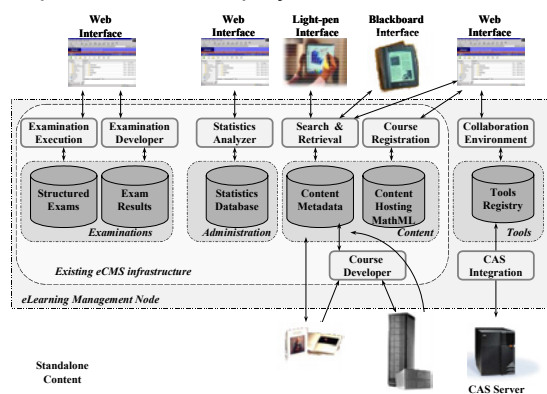 Web
Interface
Web
Interface
Light-pen
Interface
Blackboard
Interface
Web
Interface
Examination
Execution
Examination
Developer
Statistics
Analyzer
Search &
Retrieval
Course
Registration
Collaboration
Environment
Structured
Exams
Exam
Results
Statistics
Database
Content
Metadata
Content
Hosting
MathML
Tools
Registry
Examinations
Administration
Content
Tools
Existing eCMS infrastructure
Course
Developer
CAS
Integration
eLearning Management Node
Standalone
Content
CAS Server